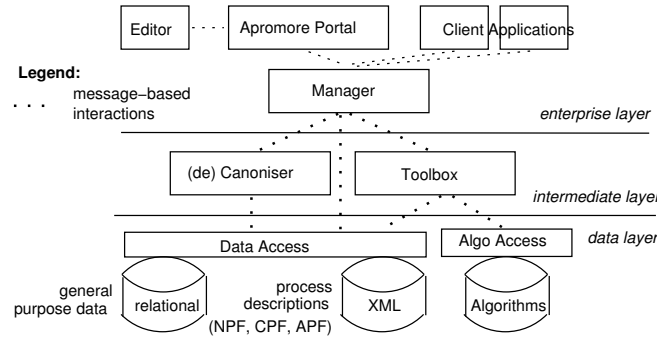 Editor
Apromore Portal
Client Applications
Legend:
. . . message−based
interactions
Manager
enterprise layer
(de) Canoniser
Toolbox
intermediate layer
Data Access
Algo Access
data layer
general
purpose data
relational
process
descriptions
(NPF, CPF, APF)
XML
Algorithms